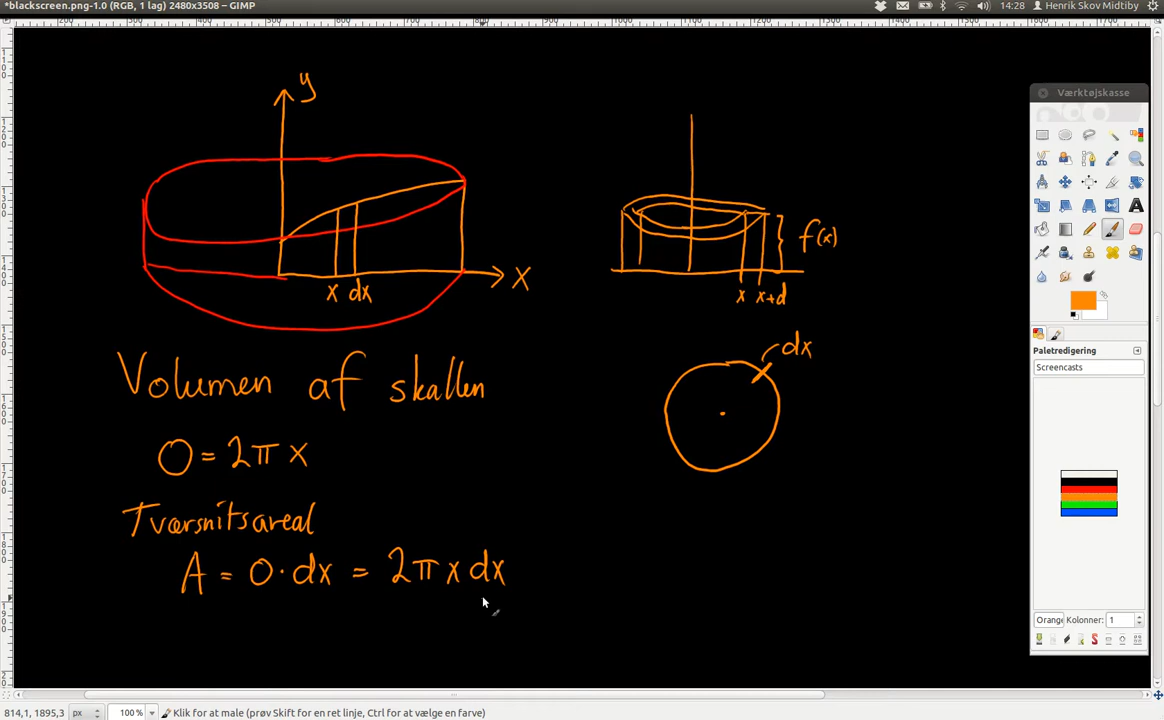 *blackscreen.png-1.0 (RGB, 1 lag) 2480x3508 – GIMP
14:28 Henrik Skov Midtiby
y
x
x dx
f(x)
x x+d
dx
Volumen af skallen
O = 2π x
Tværsnitsareal
A = O · dx = 2π x dx
Værktøjskasse
Paletredigering
Screencasts
Orange Kolonner: 1
814,1, 1895,3 px 100% Klik for at male (prøv Skift for en ret linje, Ctrl for at vælge en farve)